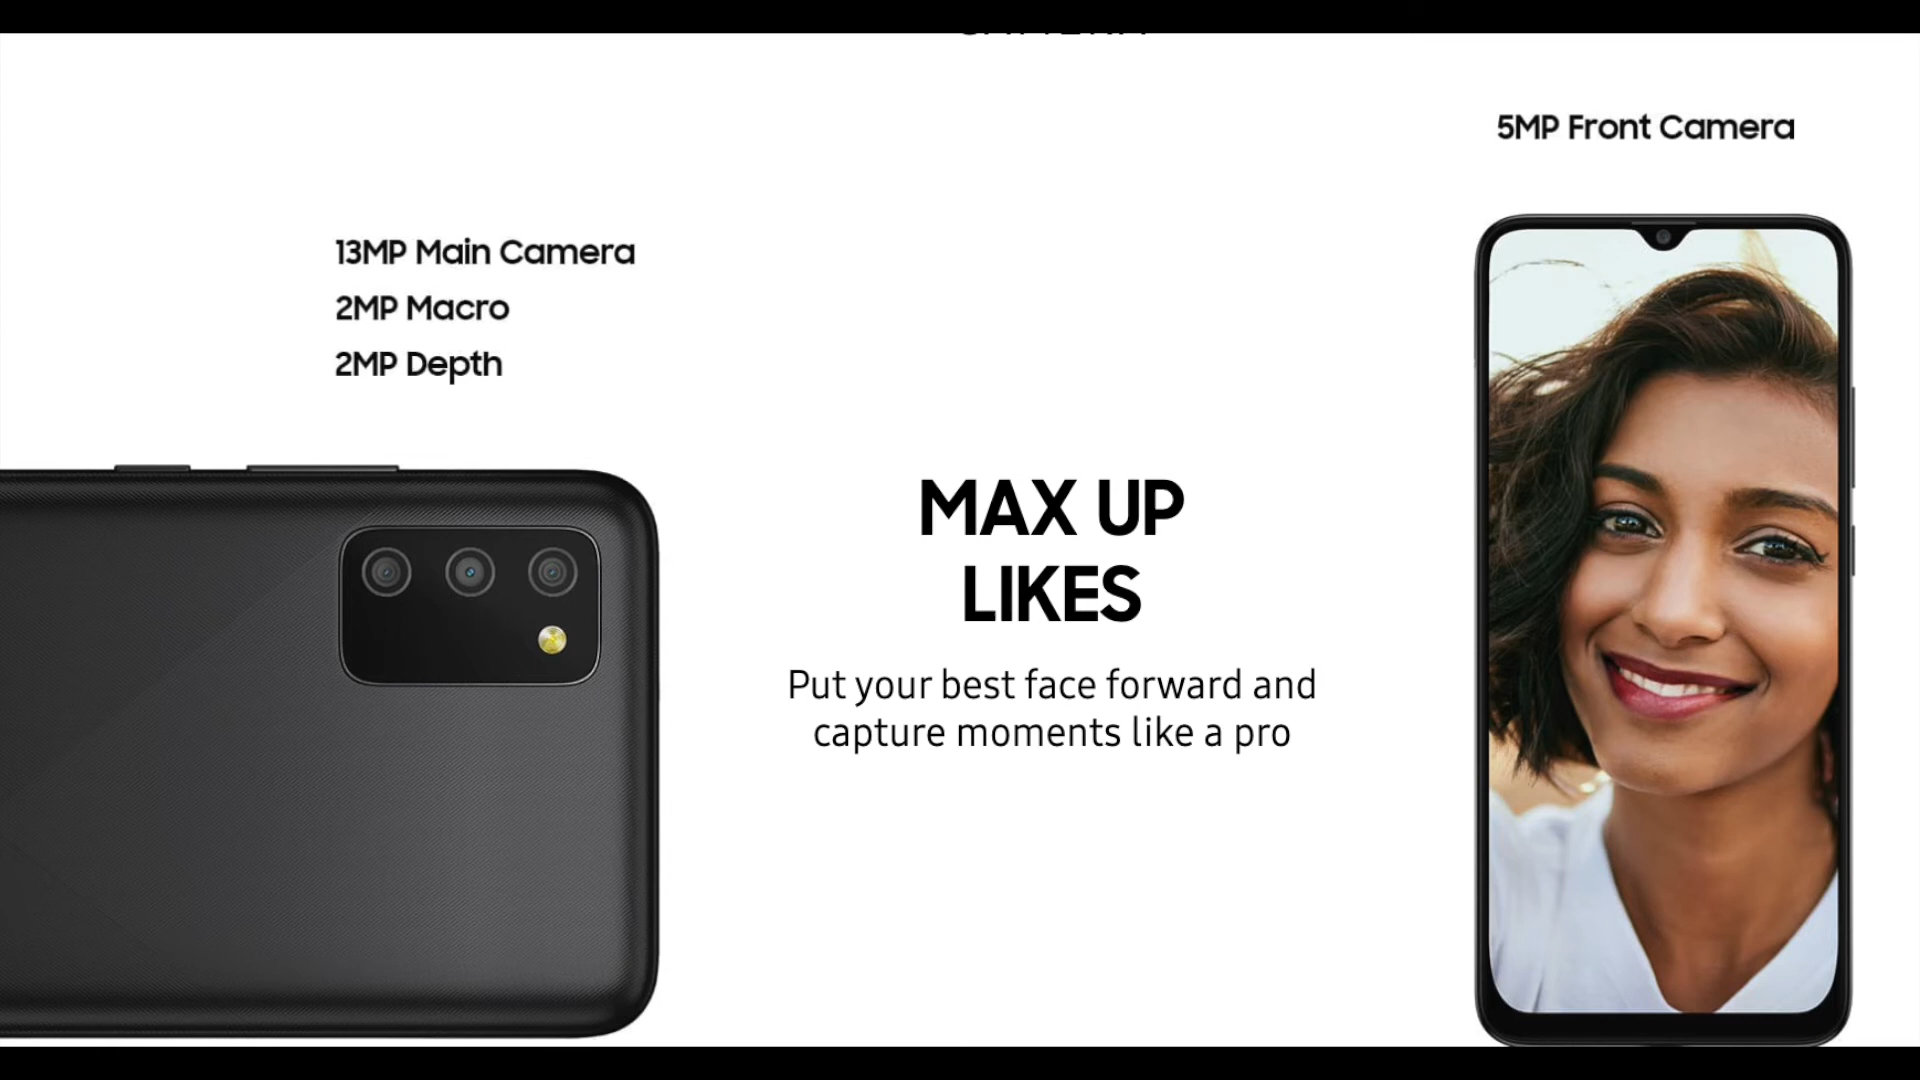 5MP Front Camera
13MP Main Camera
2MP Macro
2MP Depth
MAX UP
LIKES
Put your best face forward and
capture moments like a pro